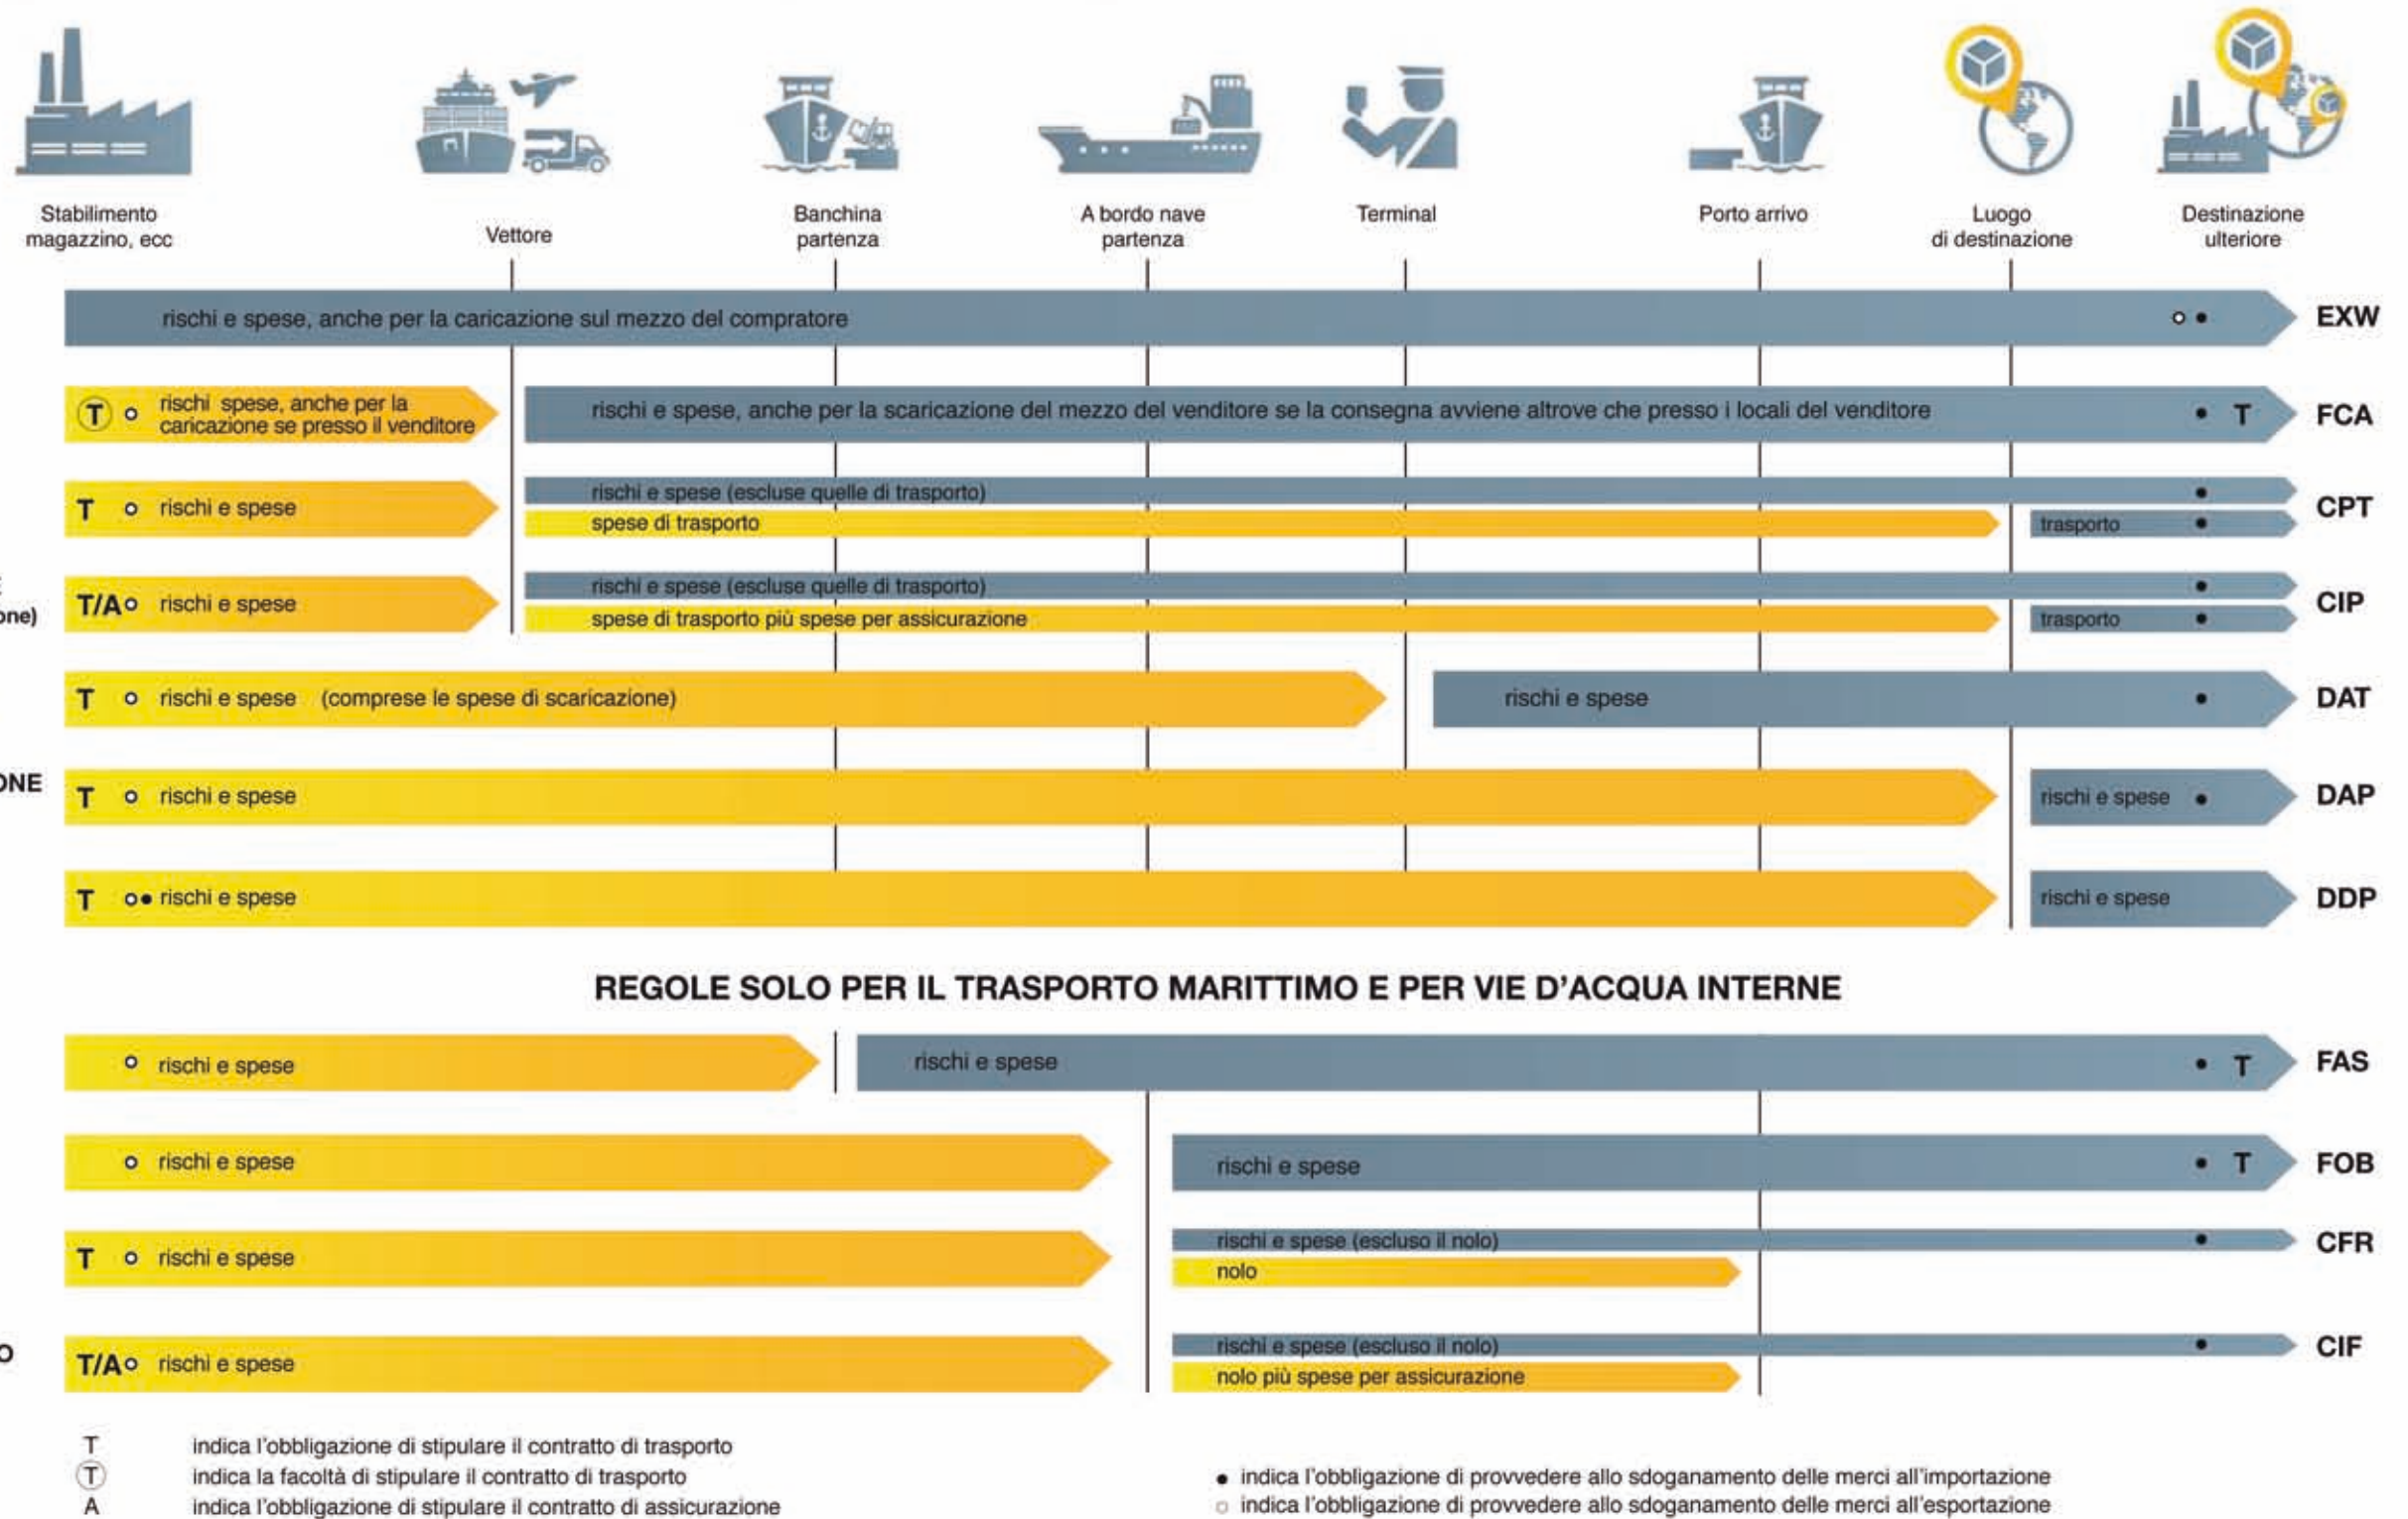 Stabilimento
magazzino, ecc
Vettore
Banchina
partenza
A bordo nave
partenza
Terminal
Porto arrivo
Luogo
di destinazione
Destinazione
ulteriore
rischi e spese, anche per la caricazione sul mezzo del compratore
EXW
T rischi spese, anche per la
caricazione se presso il venditore
rischi e spese, anche per la scaricazione del mezzo del venditore se la consegna avviene altrove che presso i locali del venditore
T FCA
T rischi e spese
rischi e spese (escluse quelle di trasporto)
spese di trasporto
trasporto
CPT
one)
T/A rischi e spese
rischi e spese (escluse quelle di trasporto)
spese di trasporto più spese per assicurazione
trasporto
CIP
T rischi e spese (comprese le spese di scaricazione)
rischi e spese
DAT
ONE
T rischi e spese
rischi e spese
DAP
T rischi e spese
rischi e spese
DDP
REGOLE SOLO PER IL TRASPORTO MARITTIMO E PER VIE D'ACQUA INTERNE
rischi e spese
rischi e spese
T FAS
rischi e spese
rischi e spese
T FOB
T rischi e spese
rischi e spese (escluso il nolo)
nolo
CFR
O
T/A rischi e spese
rischi e spese (escluso il nolo)
nolo più spese per assicurazione
CIF
T indica l'obbligazione di stipulare il contratto di trasporto
T indica la facoltà di stipulare il contratto di trasporto
A indica l'obbligazione di stipulare il contratto di assicurazione
● indica l'obbligazione di provvedere allo sdoganamento delle merci all'importazione
○ indica l'obbligazione di provvedere allo sdoganamento delle merci all'esportazione